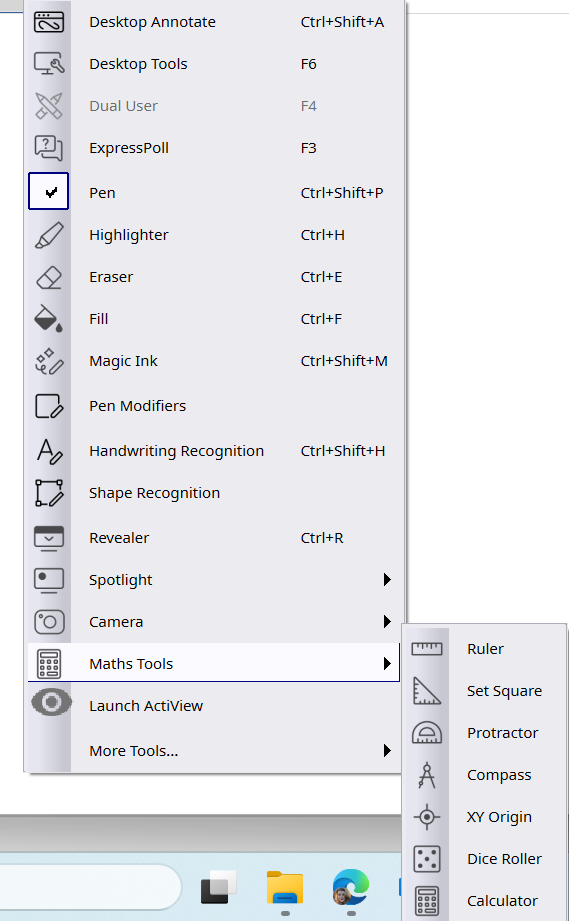 Desktop Annotate Ctrl+Shift+A
Desktop Tools F6
Dual User F4
ExpressPoll F3
Pen Ctrl+Shift+P
Highlighter Ctrl+H
Eraser Ctrl+E
Fill Ctrl+F
Magic Ink Ctrl+Shift+M
Pen Modifiers
Handwriting Recognition Ctrl+Shift+H
Shape Recognition
Revealer Ctrl+R
Spotlight
Camera
Maths Tools
Launch ActiView
More Tools...
Ruler
Set Square
Protractor
Compass
XY Origin
Dice Roller
Calculator